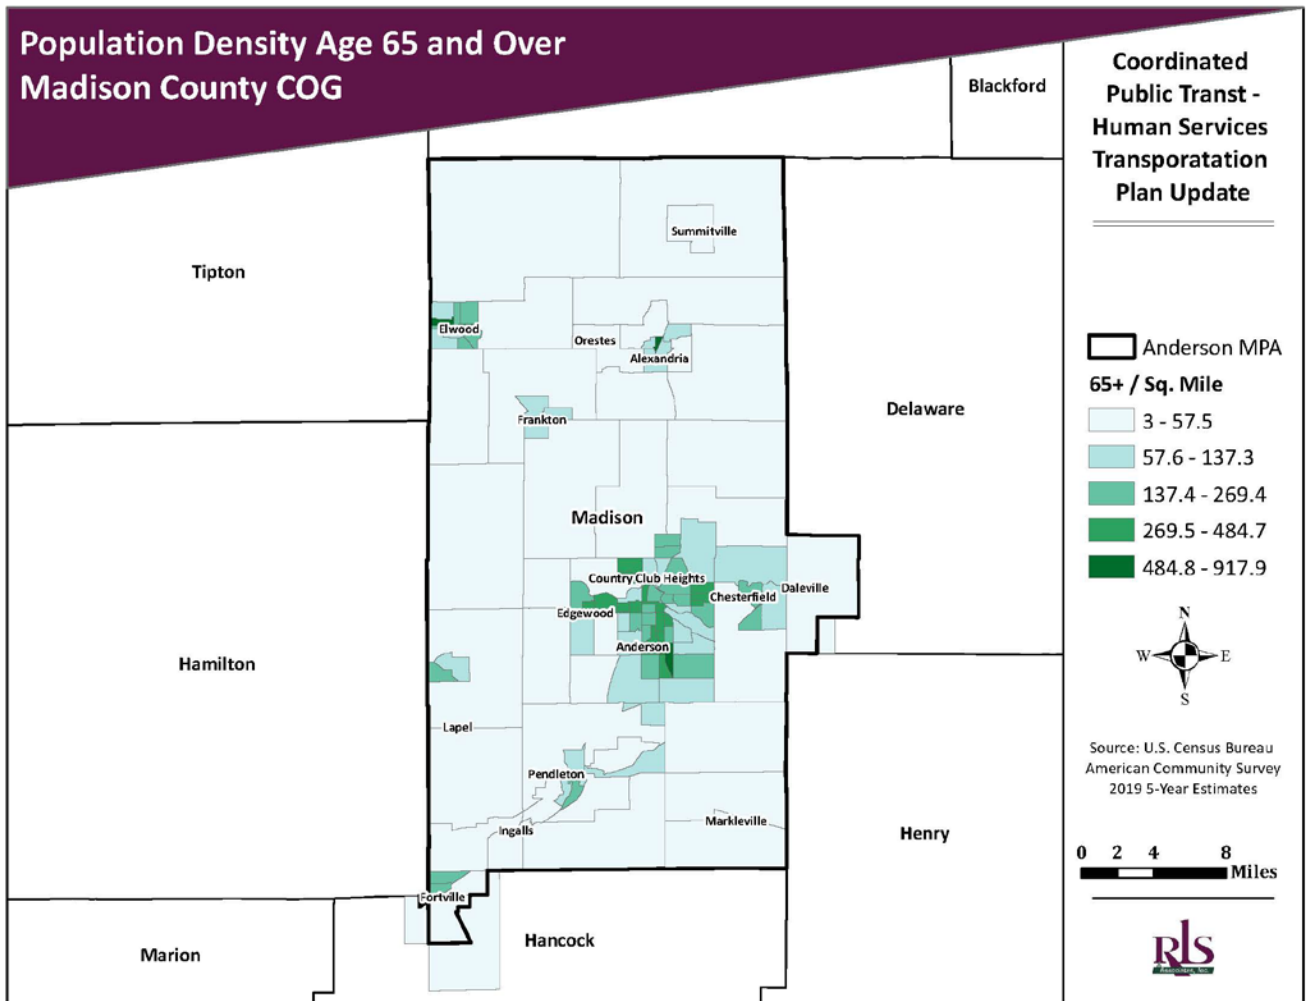 Population Density Age 65 and Over
Madison County COG
Coordinated
Public Transt -
Human Services
Transporatation
Plan Update
Blackford
Tipton
Summitville
Elwood
Orestes
Alexandria
Frankton
Delaware
Madison
Country Club Heights
Edgewood
Chesterfield
Daleville
Anderson
Hamilton
Lapel
Pendleton
Ingalls
Markleville
Henry
Fortville
Marion
Hancock
Anderson MPA
65+ / Sq. Mile
3 - 57.5
57.6 - 137.3
137.4 - 269.4
269.5 - 484.7
484.8 - 917.9
N
W E
S
Source: U.S. Census Bureau
American Community Survey
2019 5-Year Estimates
0 2 4 8
Miles
RLS
& Associates, Inc.